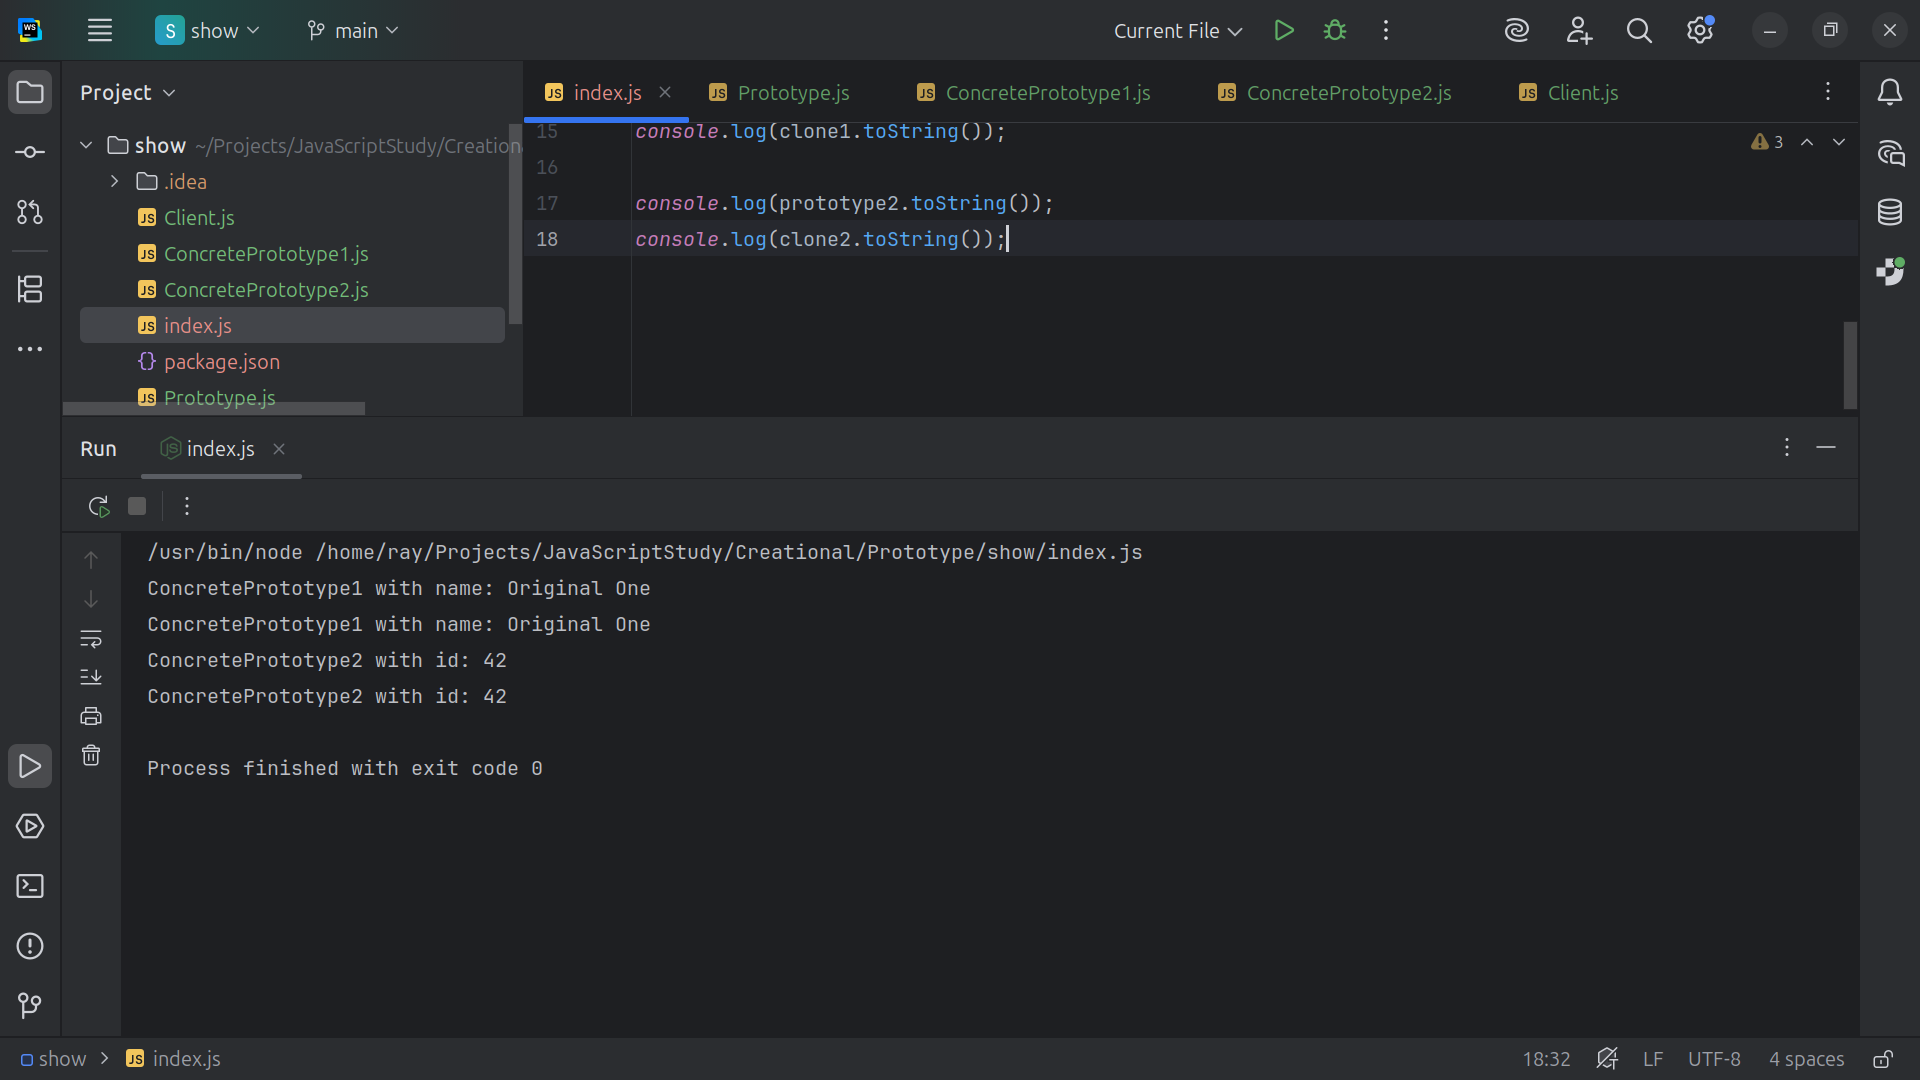 WS
S show
main
Current File
Project
index.js
Prototype.js
ConcretePrototype1.js
ConcretePrototype2.js
Client.js
show ~/Projects/JavaScriptStudy/Creation
.idea
Client.js
ConcretePrototype1.js
ConcretePrototype2.js
index.js
package.json
Prototype.js
15 console.log(clone1.toString());
16
17 console.log(prototype2.toString());
18 console.log(clone2.toString());
3
Run
index.js
/usr/bin/node /home/ray/Projects/JavaScriptStudy/Creational/Prototype/show/index.js
ConcretePrototype1 with name: Original One
ConcretePrototype1 with name: Original One
ConcretePrototype2 with id: 42
ConcretePrototype2 with id: 42
Process finished with exit code 0
show > index.js
18:32 LF UTF-8 4 spaces